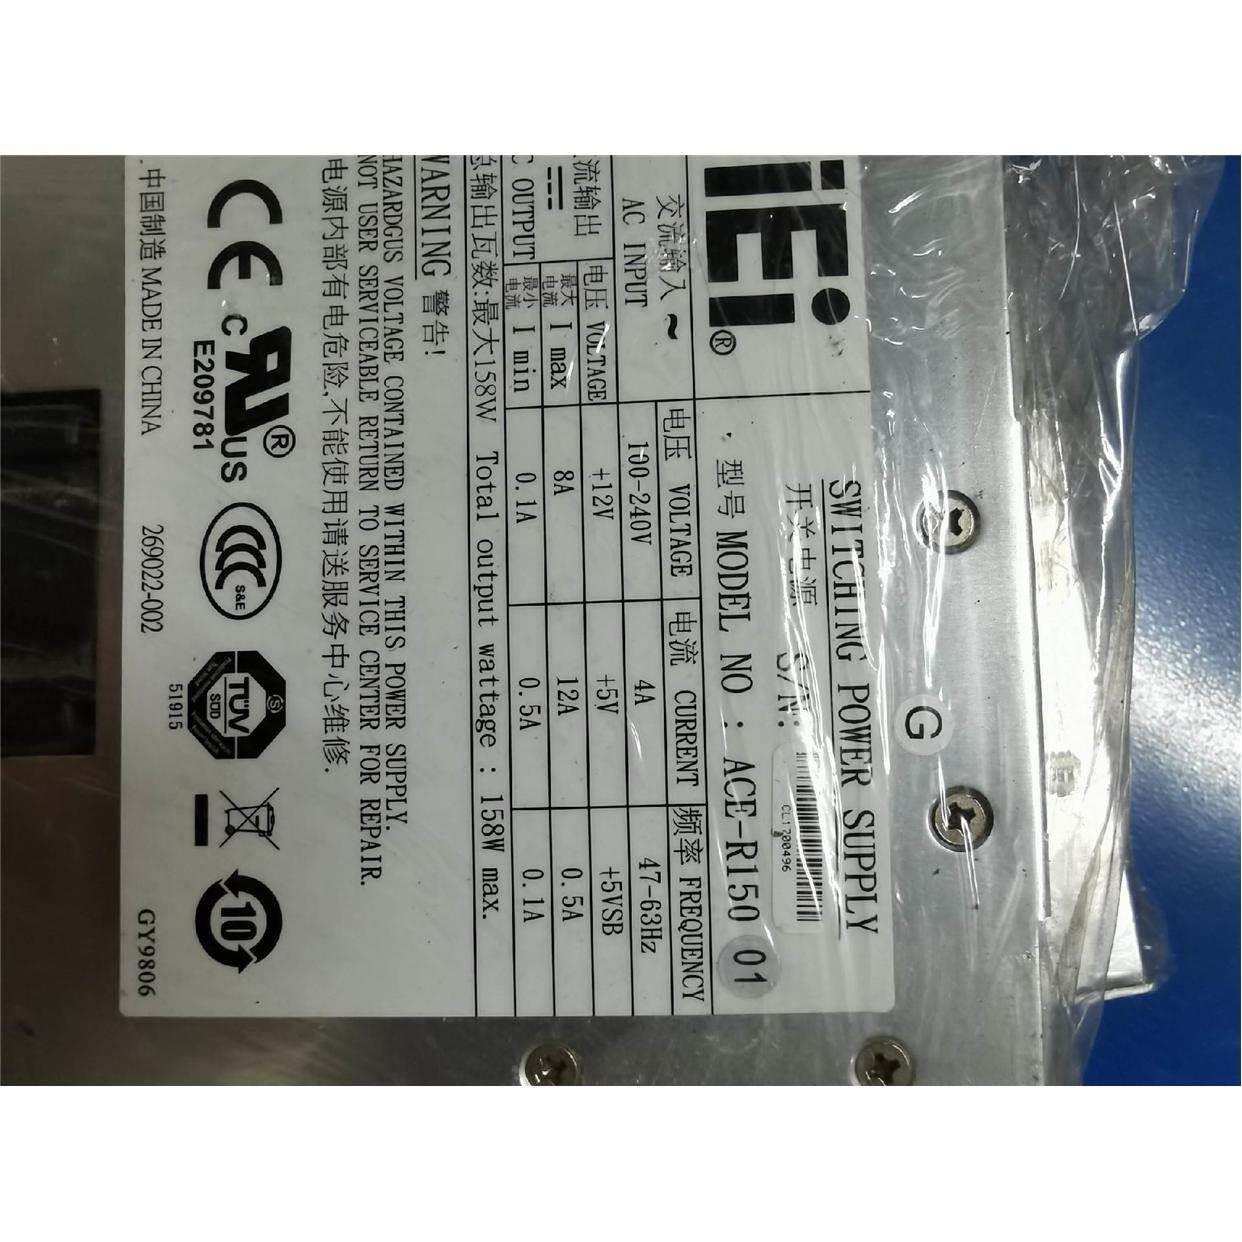 iEi®
SWITCHING POWER SUPPLY
开关电源
S/N:
CL1700496
型号 MODEL NO : ACE-R150 01
交流输入 ~
AC INPUT
电压 VOLTAGE 电流 CURRENT 频率 FREQUENCY
100-240V 4A 47-63Hz
流输出
C OUTPUT
电压 VOLTAGE +12V +5V +5VSB
最大电流 I max 8A 12A 0.5A
最小电流 I min 0.1A 0.5A 0.1A
总输出瓦数:最大158W Total output wattage : 158W max.
WARNING 警告!
HAZARDGUS VOLTAGE CONTAINED WITHIN THIS POWER SUPPLY.
NOT USER SERVICEABLE RETURN TO SERVICE CENTER FOR REPAIR.
电源内部有电危险,不能使用请送服务中心维修.
CE
c UR® US
E209781
CCC S&E
TÜV
SÜD
51915
10
中国制造 MADE IN CHINA 269022-002 GY9806
G